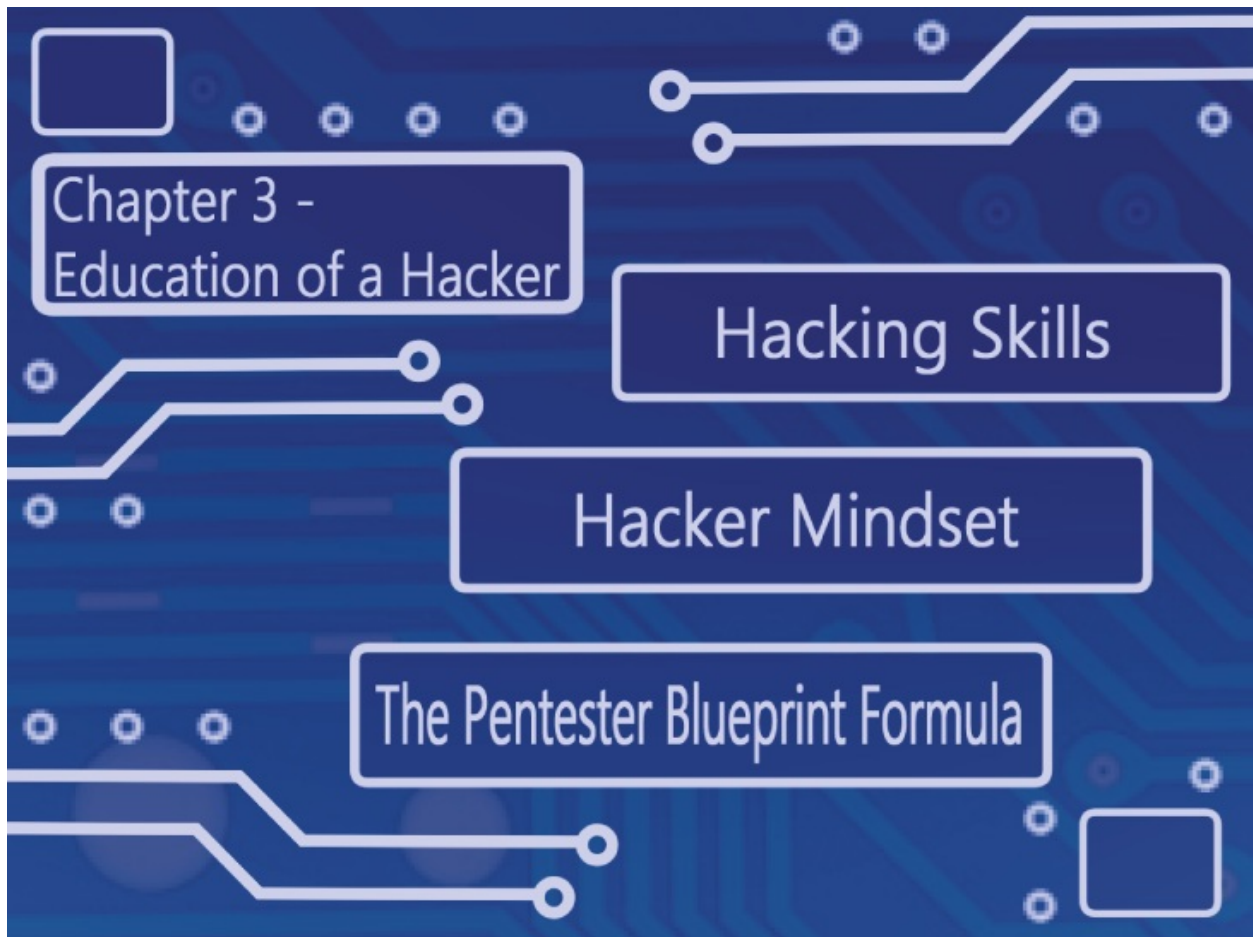 Chapter 3 -
Education of a Hacker
Hacking Skills
Hacker Mindset
The Pentester Blueprint Formula